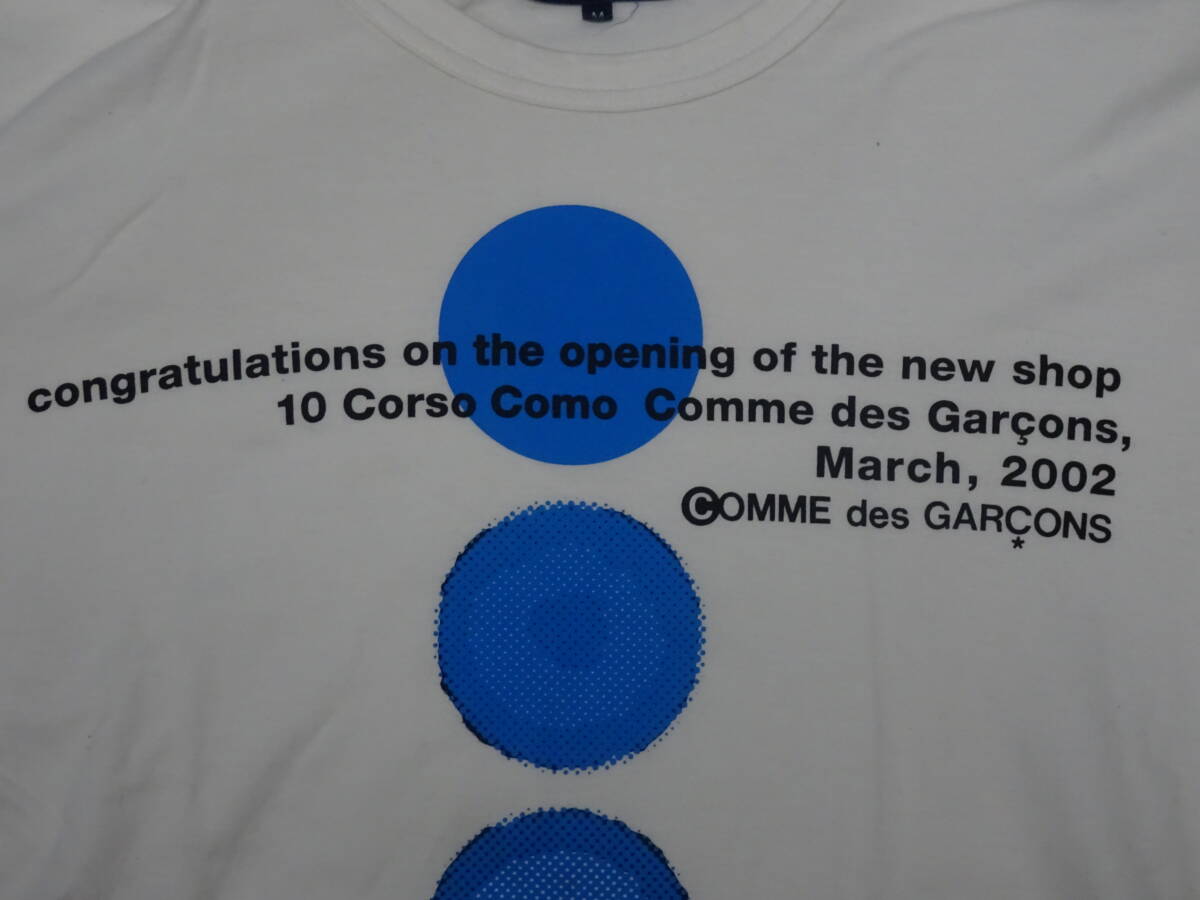 M
congratulations on the opening of the new shop
10 Corso Como Comme des Garçons,
March, 2002
COMME des GARÇONS
*